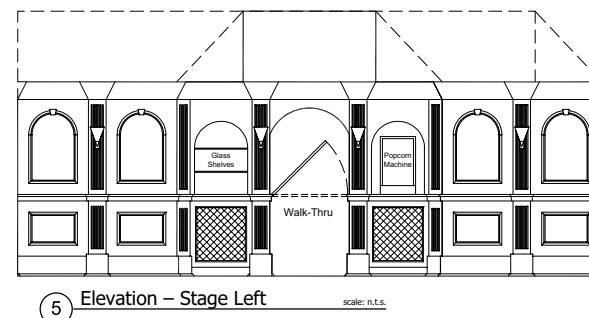 Glass
Shelves
Popcorn
Machine
Walk-Thru
5 Elevation – Stage Left scale: n.t.s.